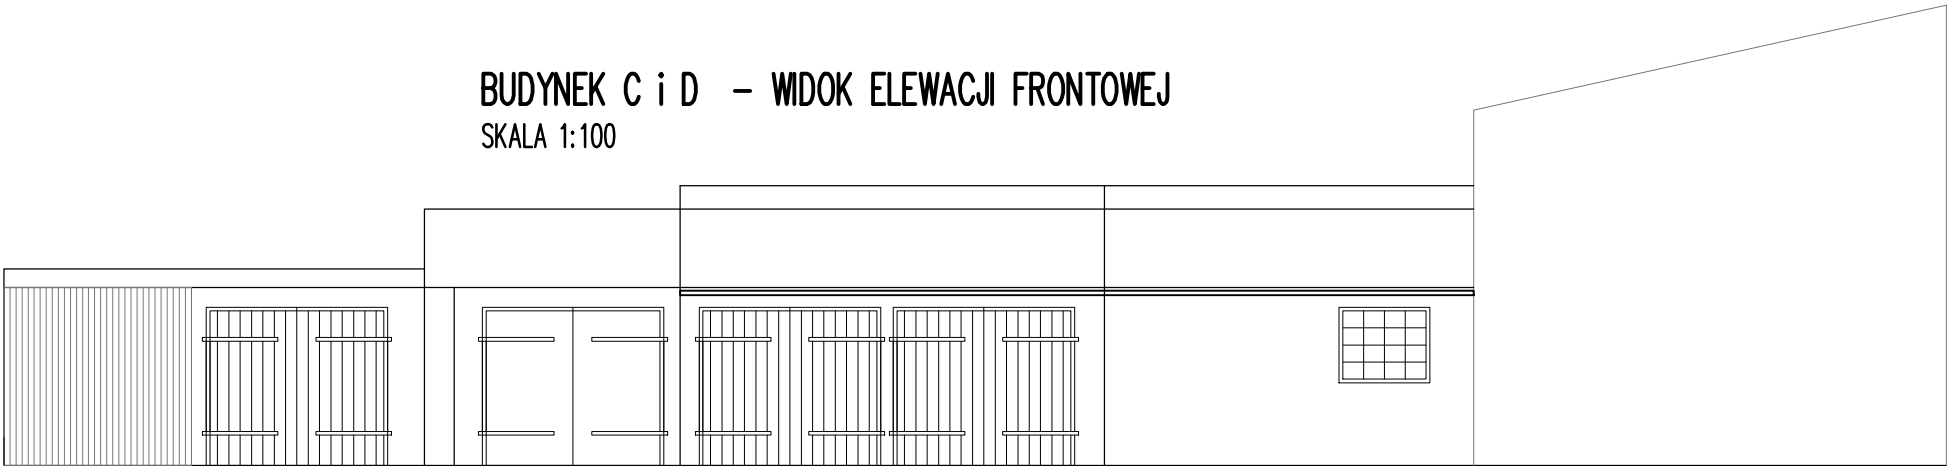 BUDYNEK C i D – WIDOK ELEWACJI FRONTOWEJ
SKALA 1:100